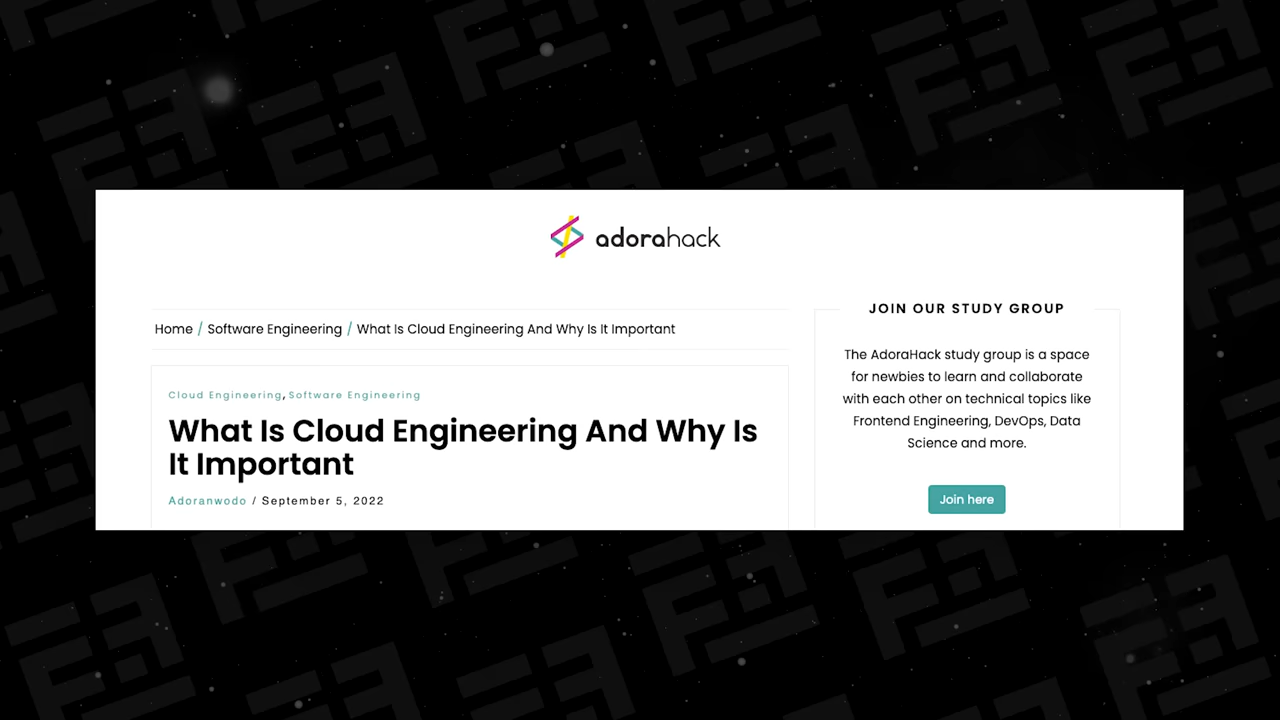 adorahack
Home / Software Engineering / What Is Cloud Engineering And Why Is It Important
Cloud Engineering, Software Engineering
What Is Cloud Engineering And Why Is
It Important
Adoranwodo / September 5, 2022
JOIN OUR STUDY GROUP
The AdoraHack study group is a space
for newbies to learn and collaborate
with each other on technical topics like
Frontend Engineering, DevOps, Data
Science and more.
Join here